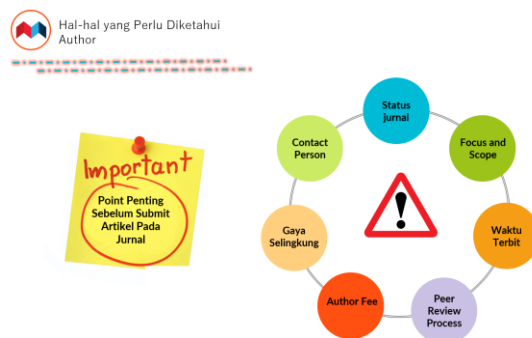 Hal-hal yang Perlu Diketahui
Author
Important
Point Penting
Sebelum Submit
Artikel Pada
Jurnal
Status
jurnal
Focus and
Scope
Waktu
Terbit
Peer
Review
Process
Author Fee
Gaya
Selingkung
Contact
Person